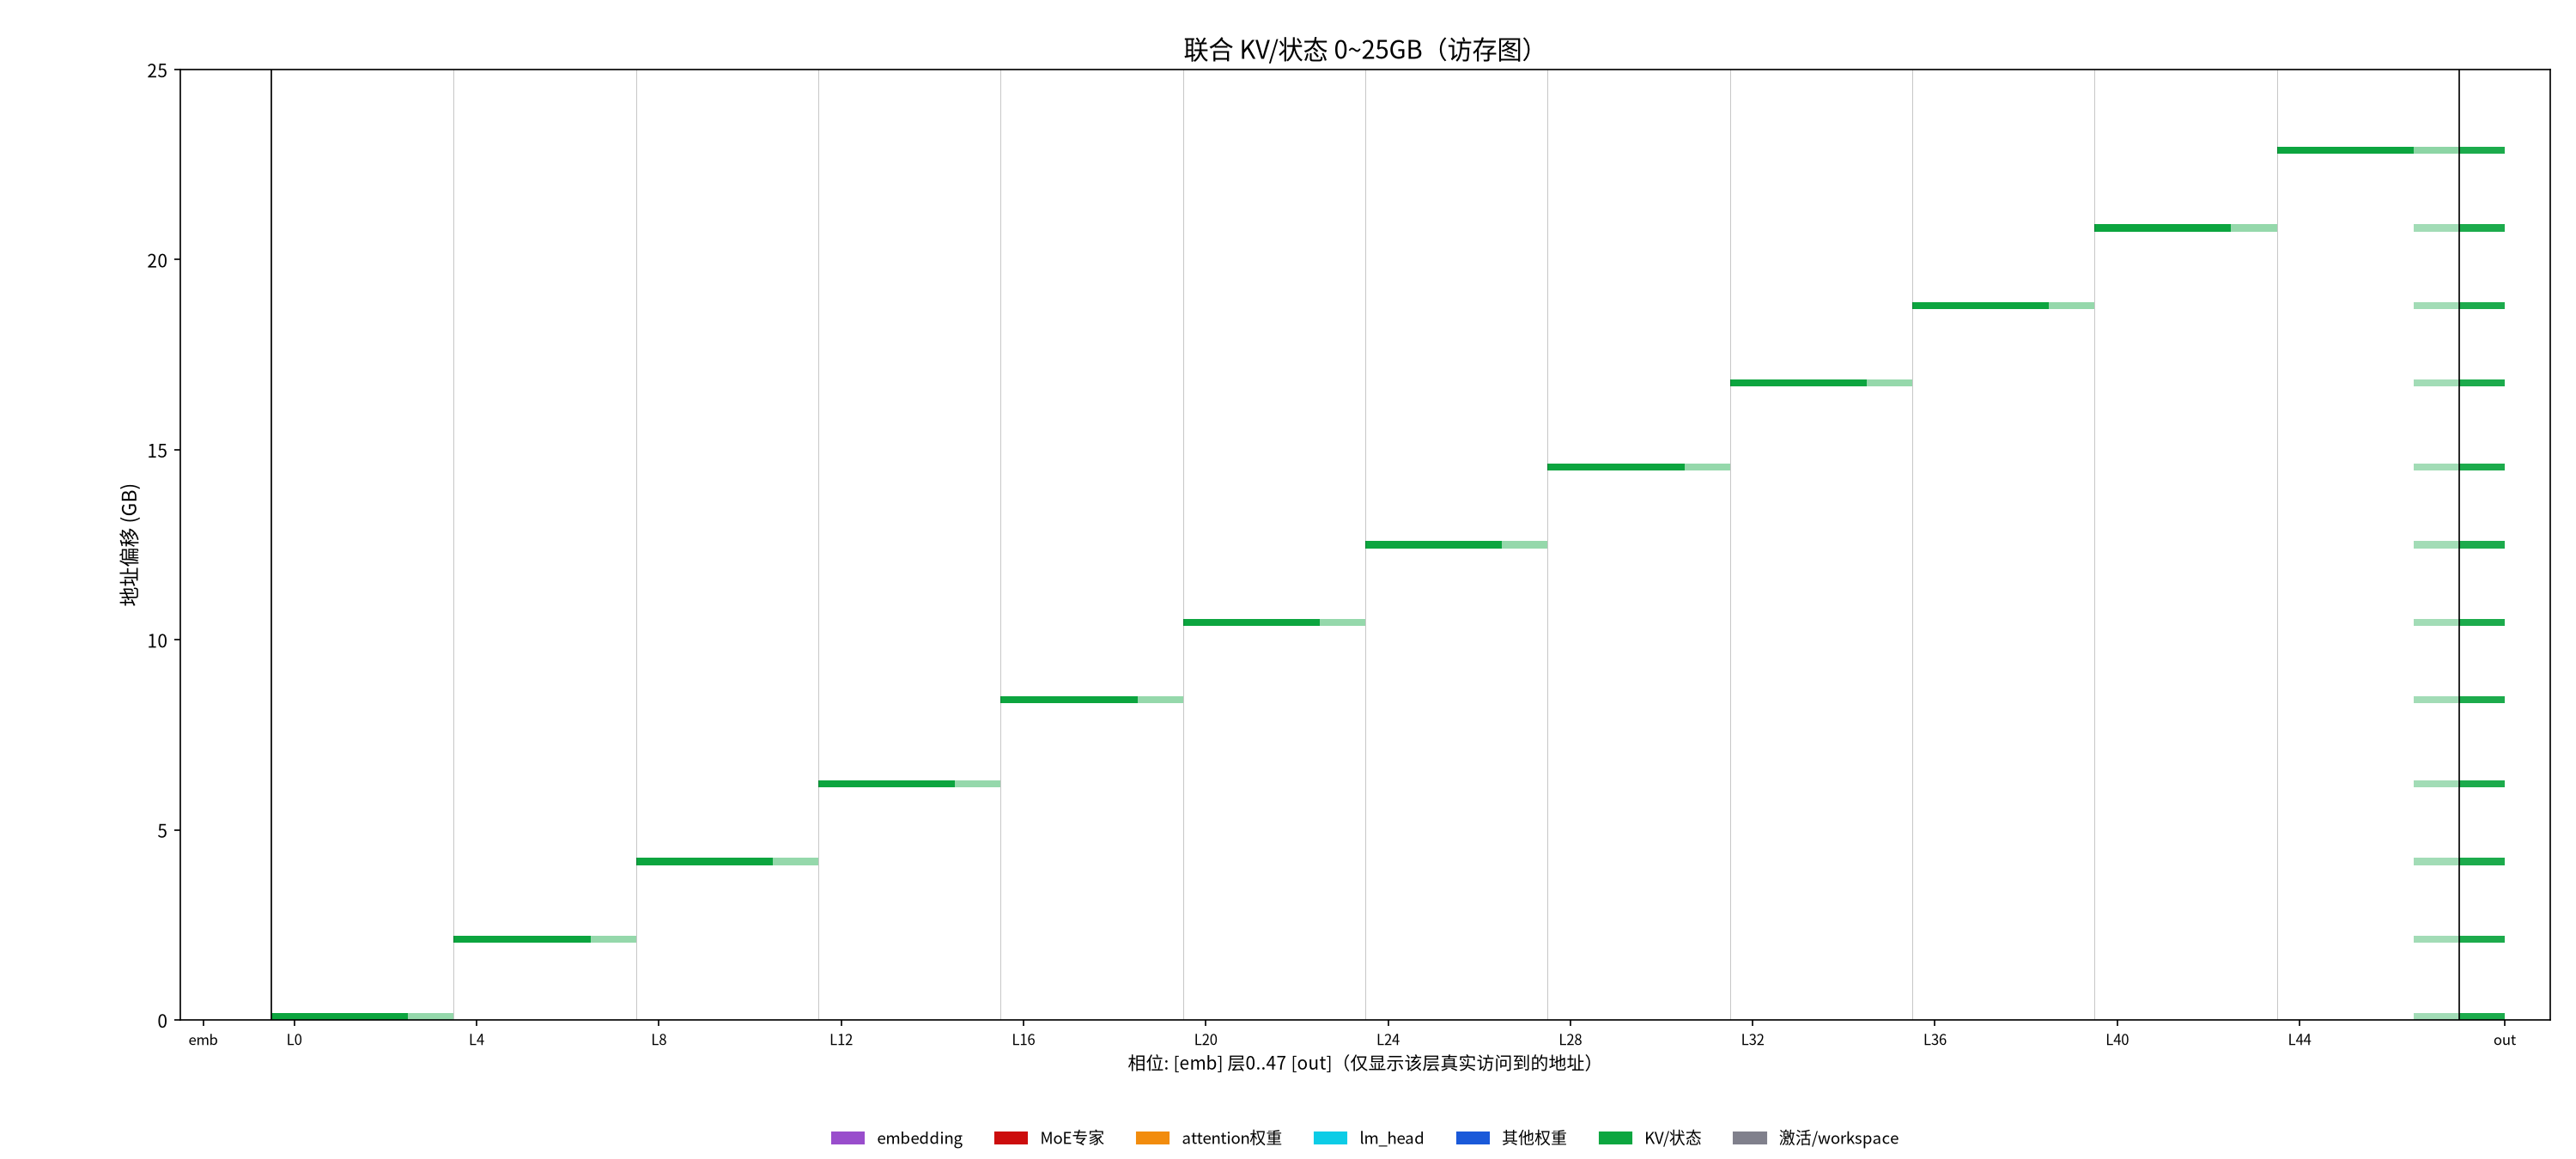 联合 KV/状态 0~25GB（访存图）
25
20
15
10
5
0
地址偏移 (GB)
emb L0 L4 L8 L12 L16 L20 L24 L28 L32 L36 L40 L44 out
相位: [emb] 层0..47 [out]（仅显示该层真实访问到的地址）
embedding MoE专家 attention权重 lm_head 其他权重 KV/状态 激活/workspace